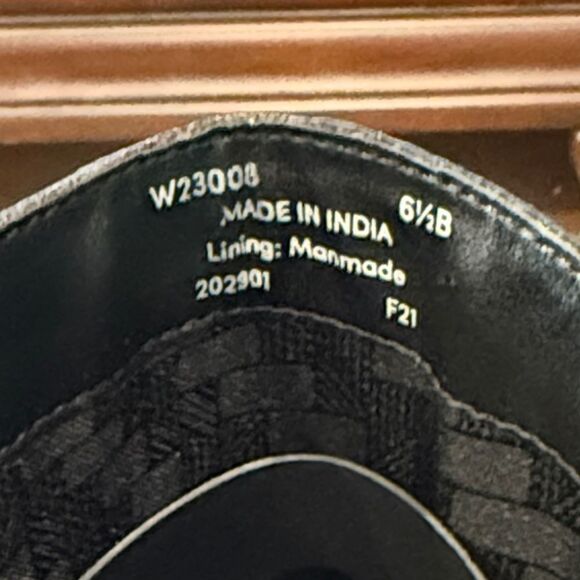 W23008 6½B
MADE IN INDIA
Lining: Manmade
202901 F21